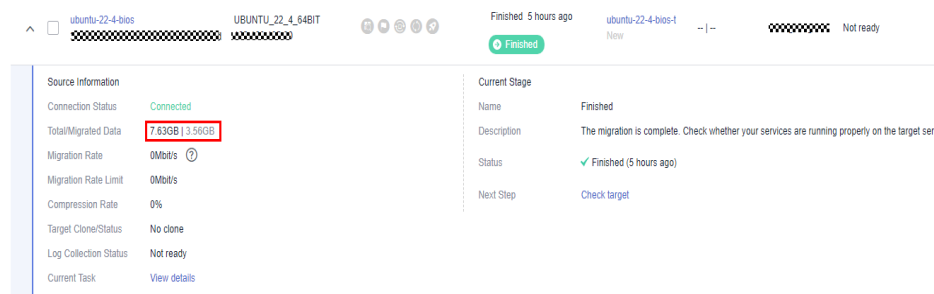 ubuntu-22-4-bios UBUNTU_22_4_64BIT Finished 5 hours ago ubuntu-22-4-bios-t -- | -- Not ready
Finished New
Source Information
Connection Status Connected
Total/Migrated Data 7.63GB | 3.56GB
Migration Rate 0Mbit/s ?
Migration Rate Limit 0Mbit/s
Compression Rate 0%
Target Clone/Status No clone
Log Collection Status Not ready
Current Task View details
Current Stage
Name Finished
Description The migration is complete. Check whether your services are running properly on the target ser
Status Finished (5 hours ago)
Next Step Check target